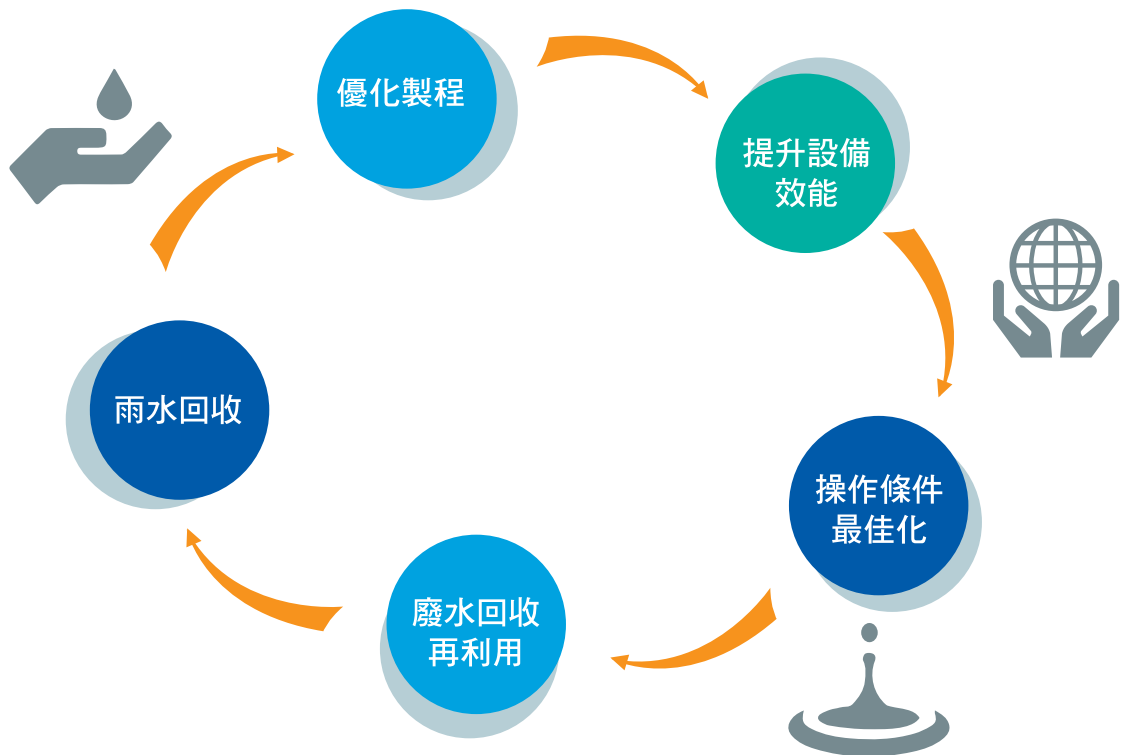 優化製程
提升設備
效能
操作條件
最佳化
廢水回收
再利用
雨水回收